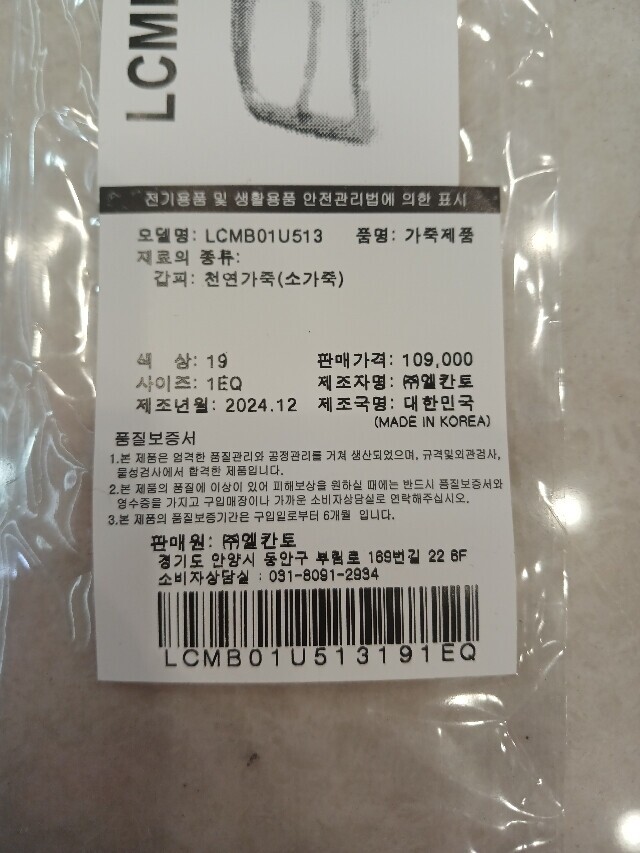 LCMB
전기용품 및 생활용품 안전관리법에 의한 표시
모델명: LCMB01U513 품명: 가죽제품
재료의 종류:
갑피: 천연가죽(소가죽)
색 상: 19 판매가격: 109,000
사이즈: 1EQ 제조자명: ㈜엘칸토
제조년월: 2024.12 제조국명: 대한민국
(MADE IN KOREA)
품질보증서
1.본 제품은 엄격한 품질관리와 공정관리를 거쳐 생산되었으며, 규격및외관검사,
물성검사에서 합격한 제품입니다.
2.본 제품의 품질에 이상이 있어 피해보상을 원하실 때에는 반드시 품질보증서와
영수증을 가지고 구입매장이나 가까운 소비자상담실로 연락해주십시오.
3.본 제품의 품질보증기간은 구입일로부터 6개월 입니다.
판매원: ㈜엘칸토
경기도 안양시 동안구 부림로 169번길 22 6F
소비자상담실 : 031-8091-2934
LCMB01U513191EQ